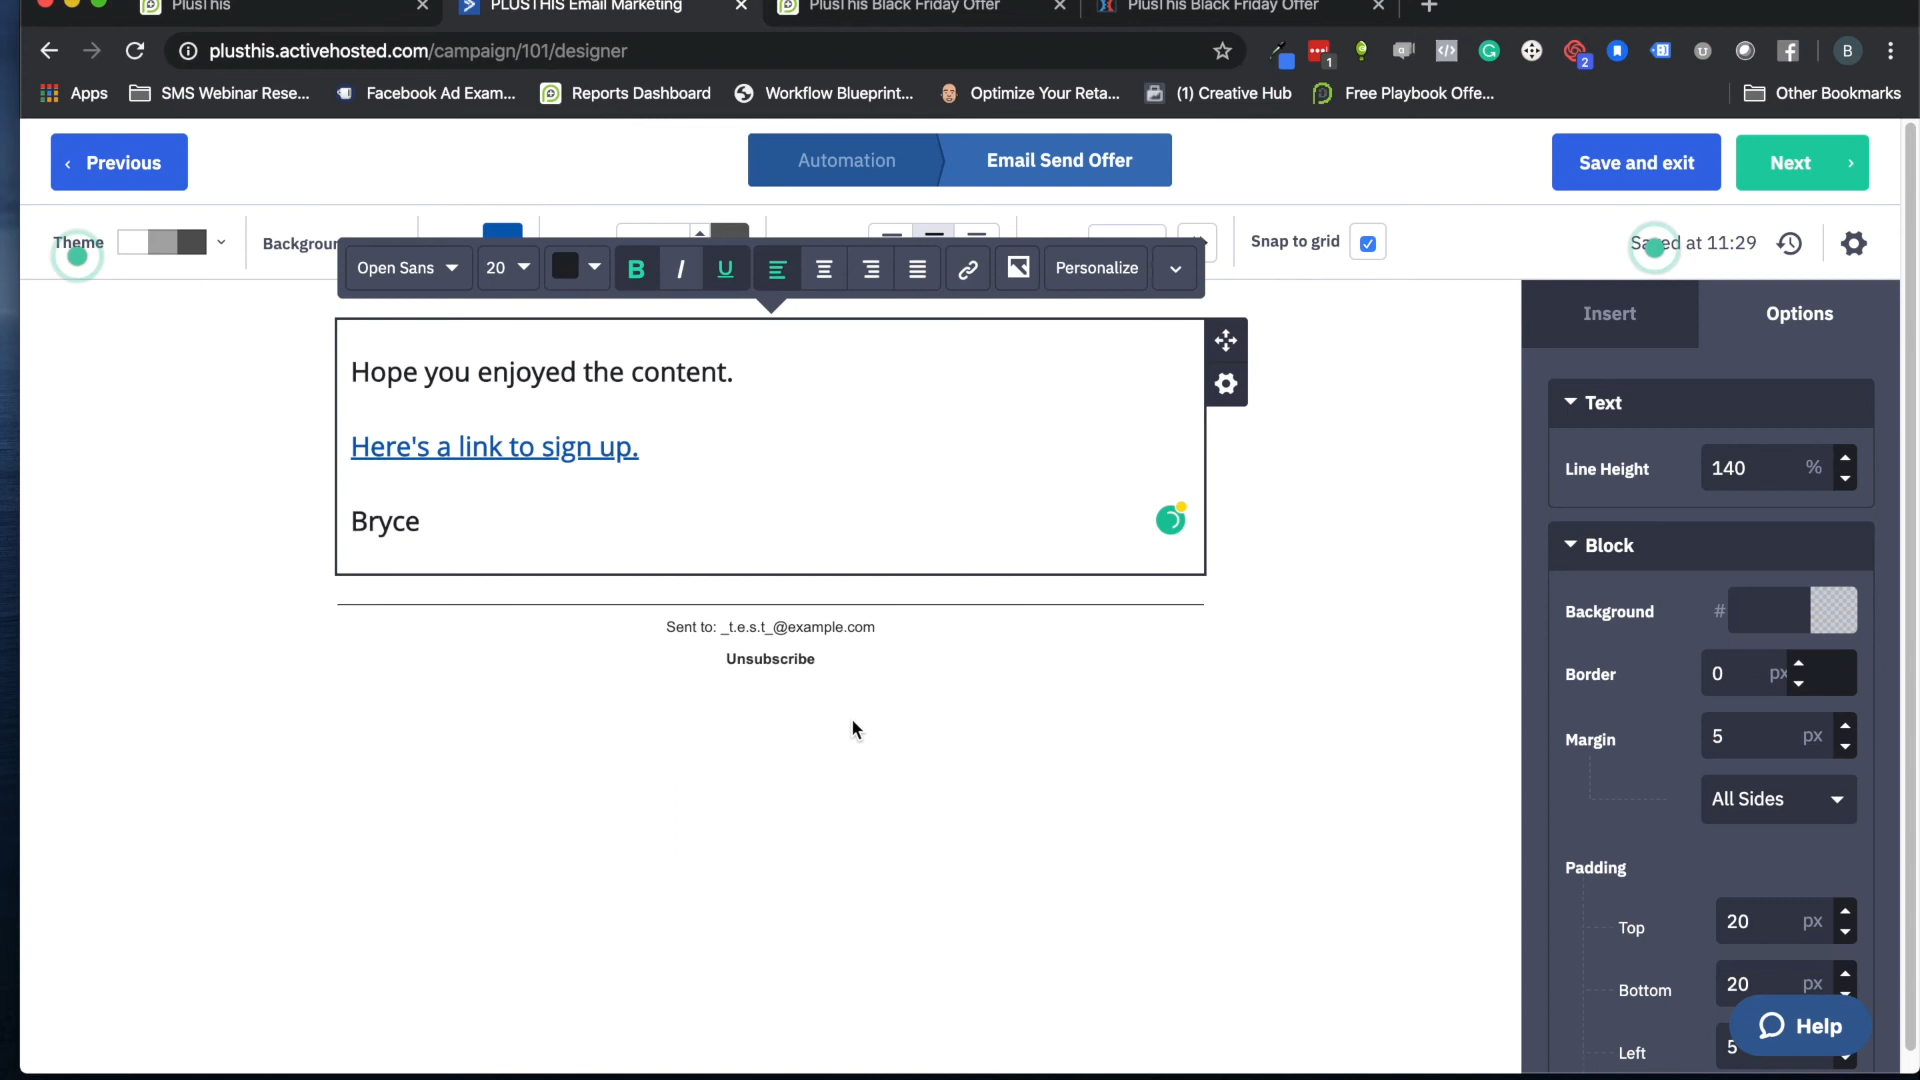 PlusThis
PLUSTHIS Email Marketing
PlusThis Black Friday Offer
PlusThis Black Friday Offer
plusthis.activehosted.com/campaign/101/designer
1
2
B
Apps
SMS Webinar Rese...
Facebook Ad Exam...
Reports Dashboard
Workflow Blueprint...
Optimize Your Reta...
(1) Creative Hub
Free Playbook Offe...
Other Bookmarks
Previous
Automation
Email Send Offer
Save and exit
Next
Theme
Snap to grid
Saved at 11:29
Open Sans
20
B
I
U
Personalize
Insert
Options
Hope you enjoyed the content.
Here's a link to sign up.
Bryce
Sent to: _t.e.s.t_@example.com
Unsubscribe
Text
Line Height
140 %
Block
Background
#
Border
0 px
Margin
5 px
All Sides
Padding
Top
20 px
Bottom
20 px
Left
5
Help